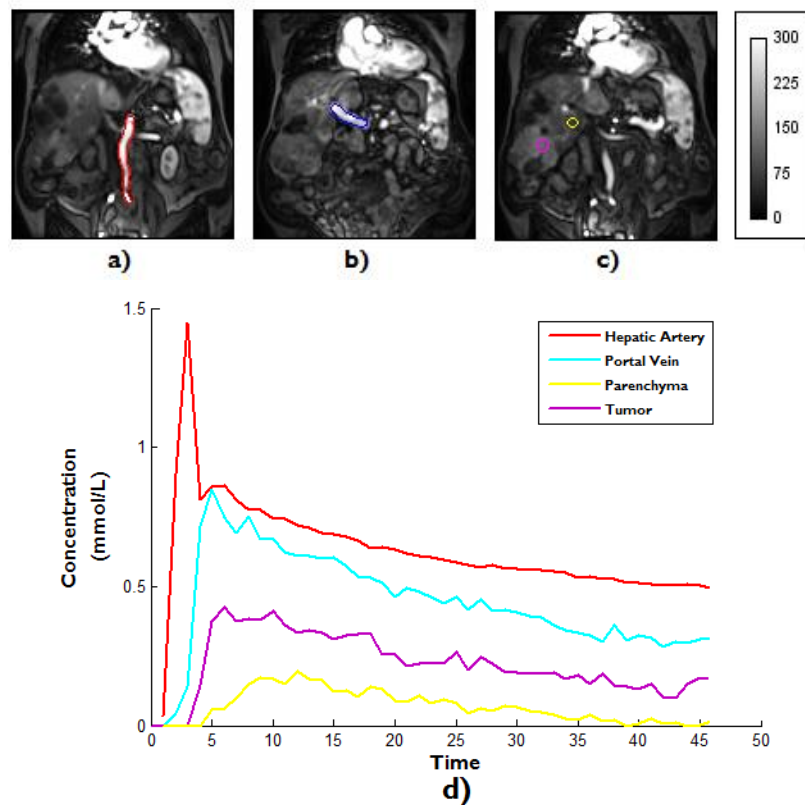 300
225
150
75
0
a)
b)
c)
1.5
1
0.5
0
Concentration
(mmol/L)
Hepatic Artery
Portal Vein
Parenchyma
Tumor
0 5 10 15 20 25 30 35 40 45 50
Time
d)